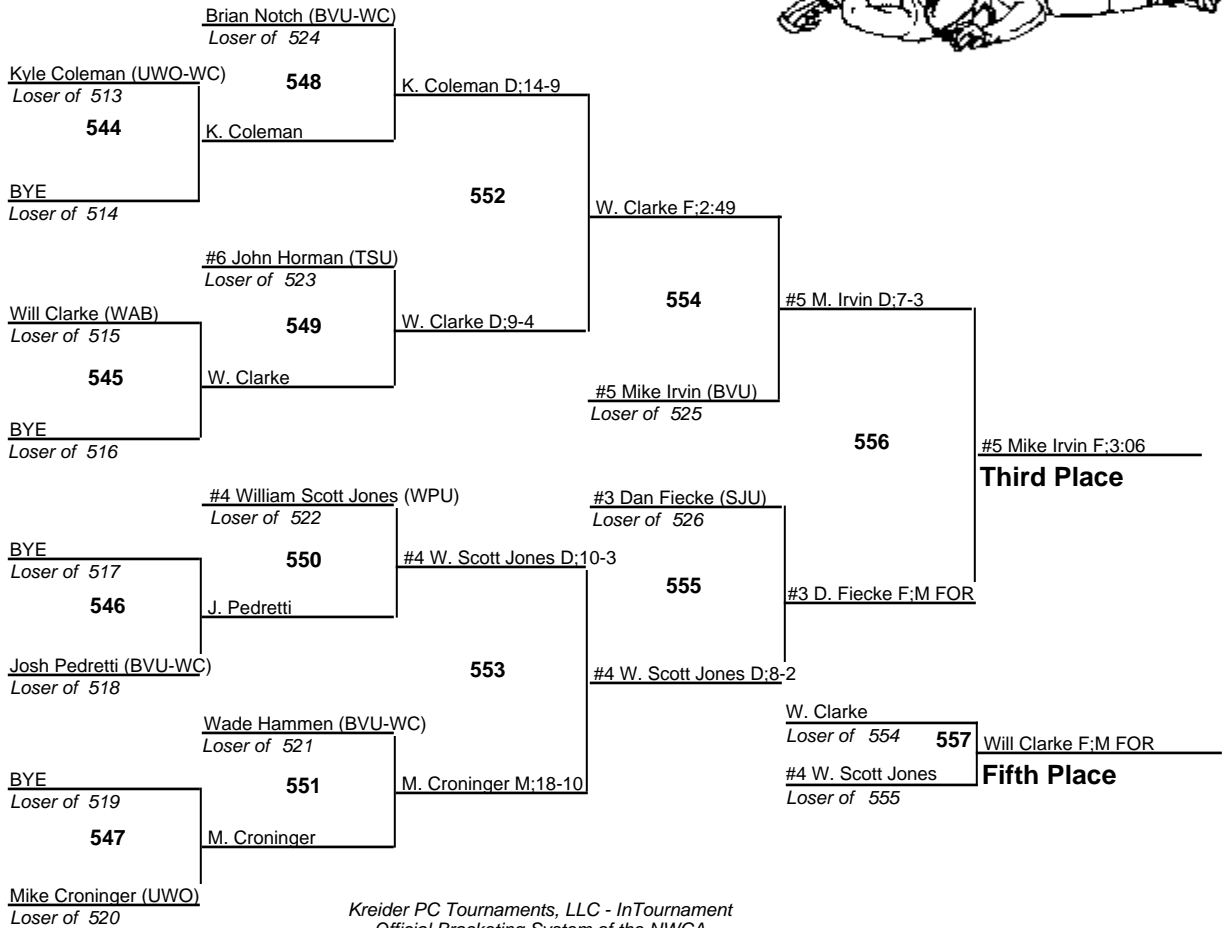 Brian Notch (BVU-WC)
Loser of 524
Kyle Coleman (UWO-WC)
Loser of 513
548
K. Coleman D;14-9
544
K. Coleman
BYE
Loser of 514
552
W. Clarke F;2:49
#6 John Horman (TSU)
Loser of 523
Will Clarke (WAB)
Loser of 515
549
W. Clarke D;9-4
554
#5 M. Irvin D;7-3
545
W. Clarke
#5 Mike Irvin (BVU)
Loser of 525
BYE
Loser of 516
556
#5 Mike Irvin F;3:06
Third Place
#4 William Scott Jones (WPU)
Loser of 522
#3 Dan Fiecke (SJU)
Loser of 526
BYE
Loser of 517
550
#4 W. Scott Jones D;10-3
555
546
J. Pedretti
#3 D. Fiecke F;M FOR
Josh Pedretti (BVU-WC)
Loser of 518
553
#4 W. Scott Jones D;8-2
Wade Hammen (BVU-WC)
Loser of 521
W. Clarke
Loser of 554
557
Will Clarke F;M FOR
Fifth Place
#4 W. Scott Jones
Loser of 555
BYE
Loser of 519
551
M. Croninger M;18-10
547
M. Croninger
Mike Croninger (UWO)
Loser of 520
Kreider PC Tournaments, LLC - InTournament
Official Bracketing System of the NWCA